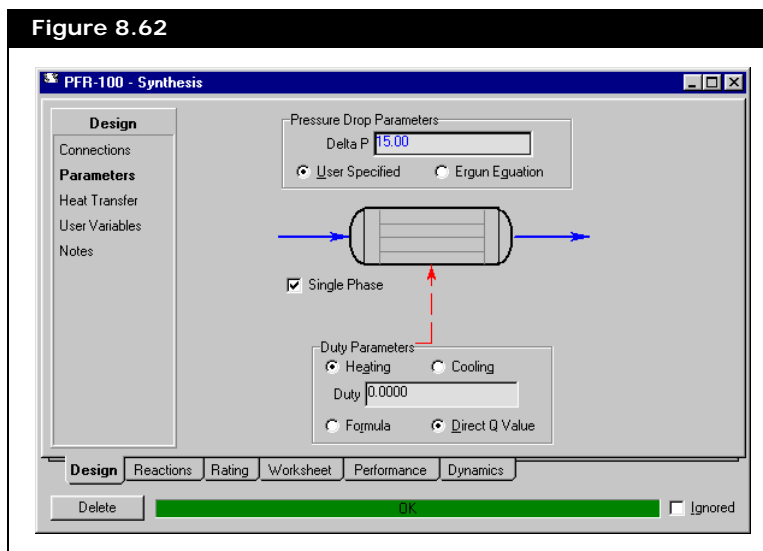 Figure 8.62
PFR-100 - Synthesis
Design
Connections
Parameters
Heat Transfer
User Variables
Notes
Pressure Drop Parameters
Delta P 15.00
User Specified Ergun Equation
Single Phase
Duty Parameters
Heating Cooling
Duty 0.0000
Formula Direct Q Value
Design Reactions Rating Worksheet Performance Dynamics
Delete OK Ignored